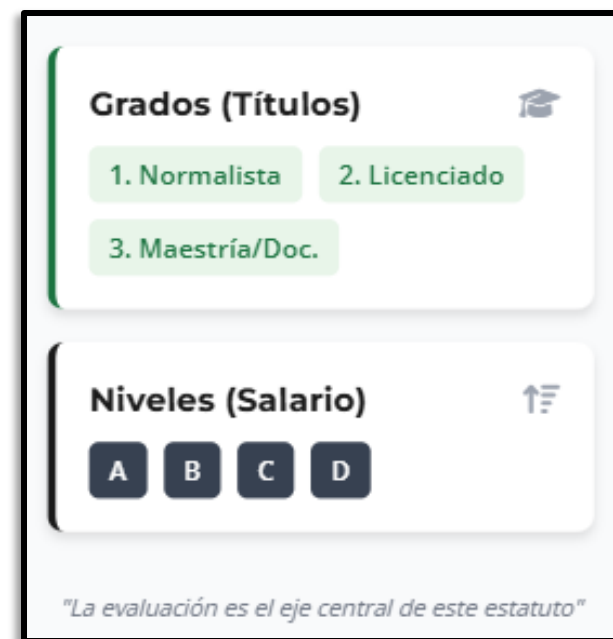 Grados (Títulos)
1. Normalista
2. Licenciado
3. Maestría/Doc.
Niveles (Salario)
A B C D
"La evaluación es el eje central de este estatuto"